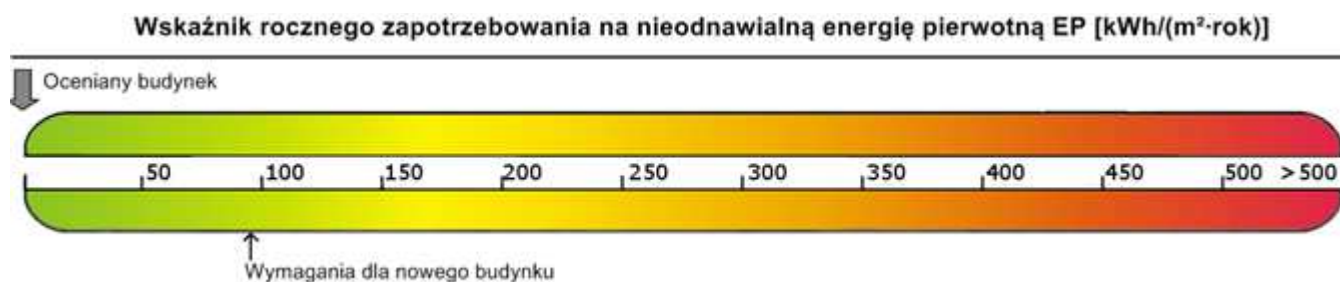 Wskaźnik rocznego zapotrzebowania na nieodnawialną energię pierwotną EP [kWh/(m²·rok)]
Oceniany budynek
50 100 150 200 250 300 350 400 450 500 >500
Wymagania dla nowego budynku